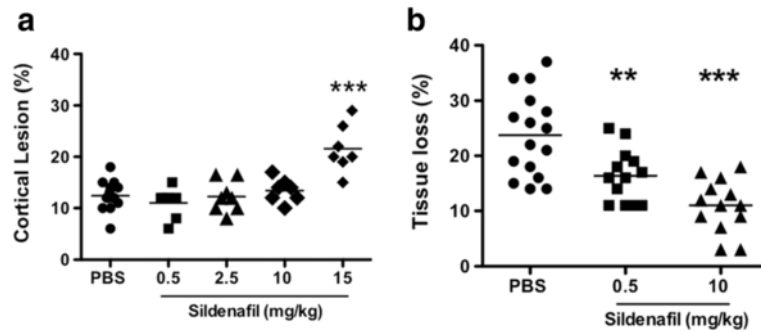 a
Cortical Lesion (%)
40
30
20
10
0
***
PBS 0.5 2.5 10 15
Sildenafil (mg/kg)
b
Tissue loss (%)
40
30
20
10
0
** ***
PBS 0.5 10
Sildenafil (mg/kg)